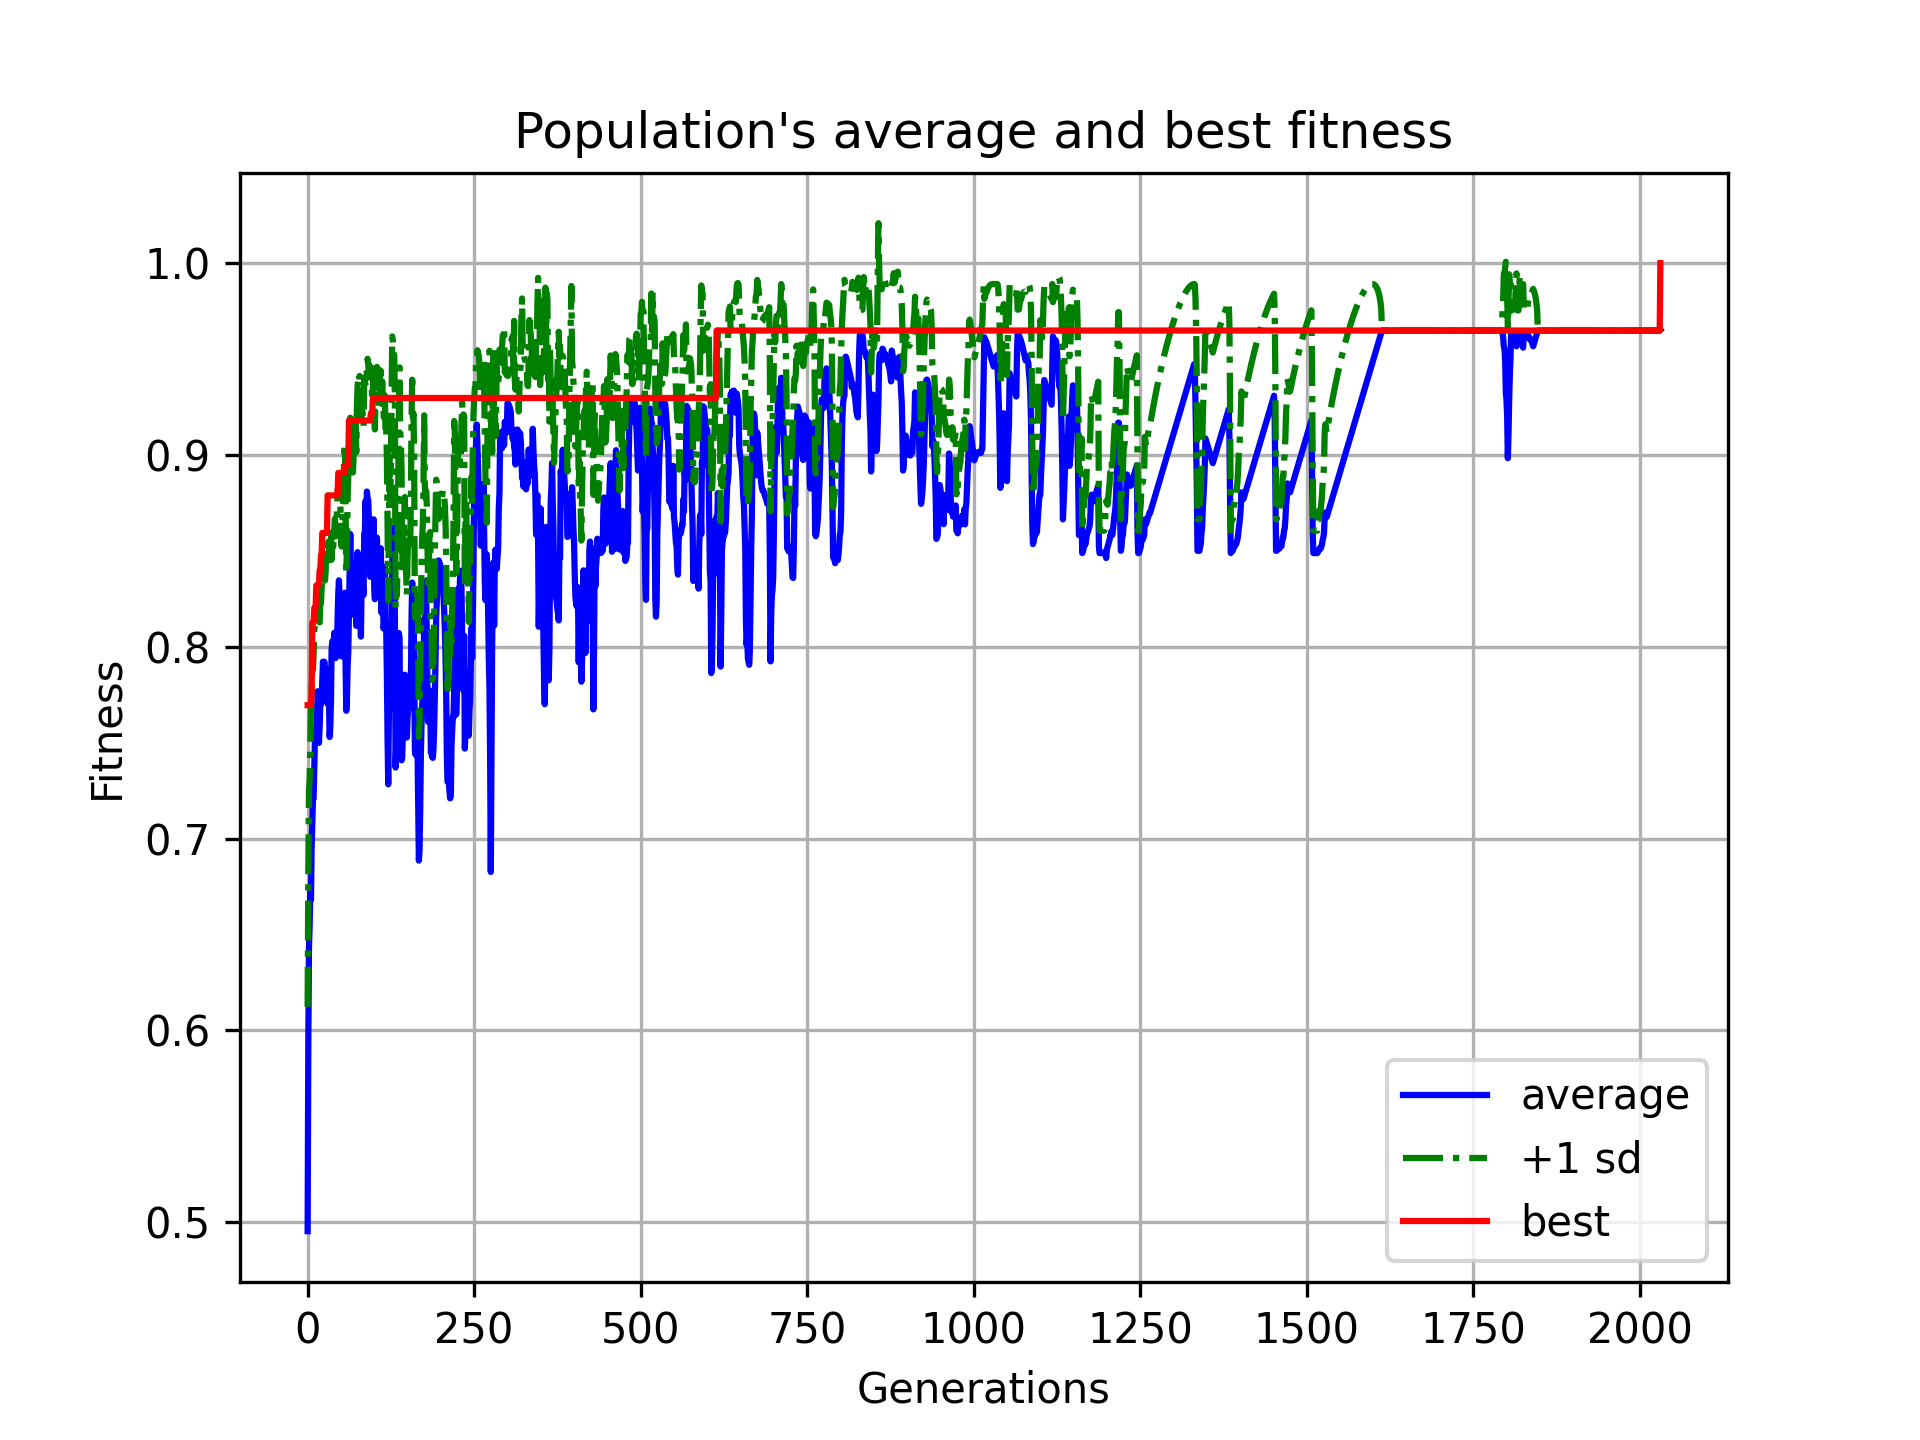 Population's average and best fitness
1.0
0.9
0.8
0.7
0.6
0.5
Fitness
0 250 500 750 1000 1250 1500 1750 2000
Generations
average
+1 sd
best